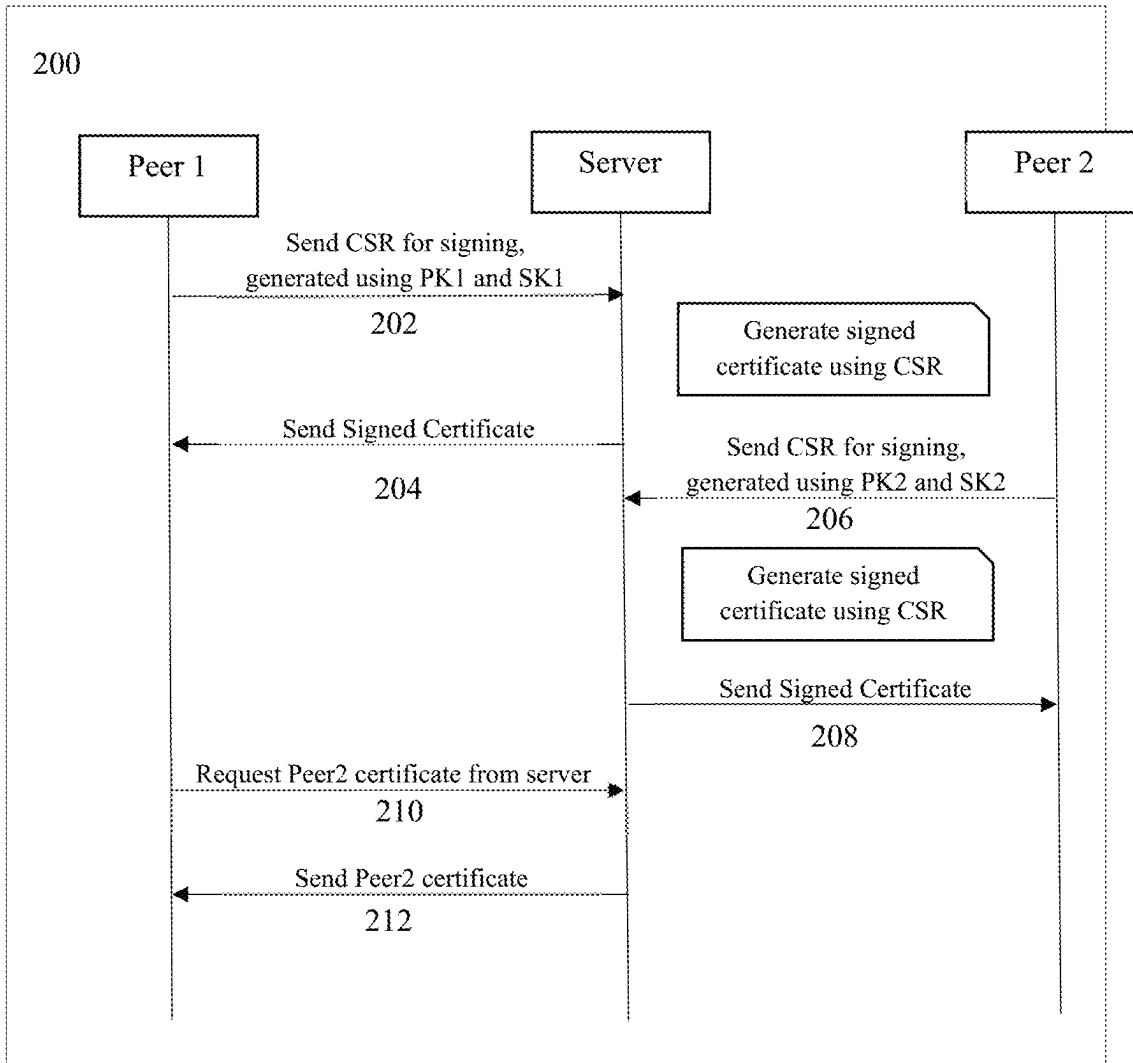 200
Peer 1
Server
Peer 2
Send CSR for signing,
generated using PK1 and SK1
202
Generate signed
certificate using CSR
Send Signed Certificate
204
Send CSR for signing,
generated using PK2 and SK2
206
Generate signed
certificate using CSR
Send Signed Certificate
208
Request Peer2 certificate from server
210
Send Peer2 certificate
212